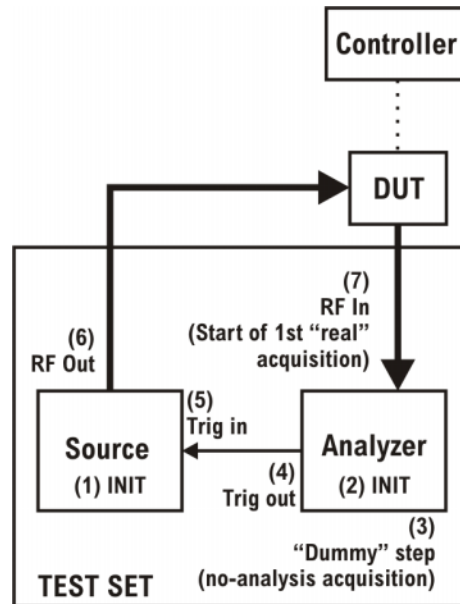 Controller
DUT
(7)
RF In
(Start of 1st “real”
acquisition)
(6)
RF Out
(5)
Trig in
Source
(1) INIT
Analyzer
(2) INIT
(4)
Trig out
(3)
“Dummy” step
(no-analysis acquisition)
TEST SET